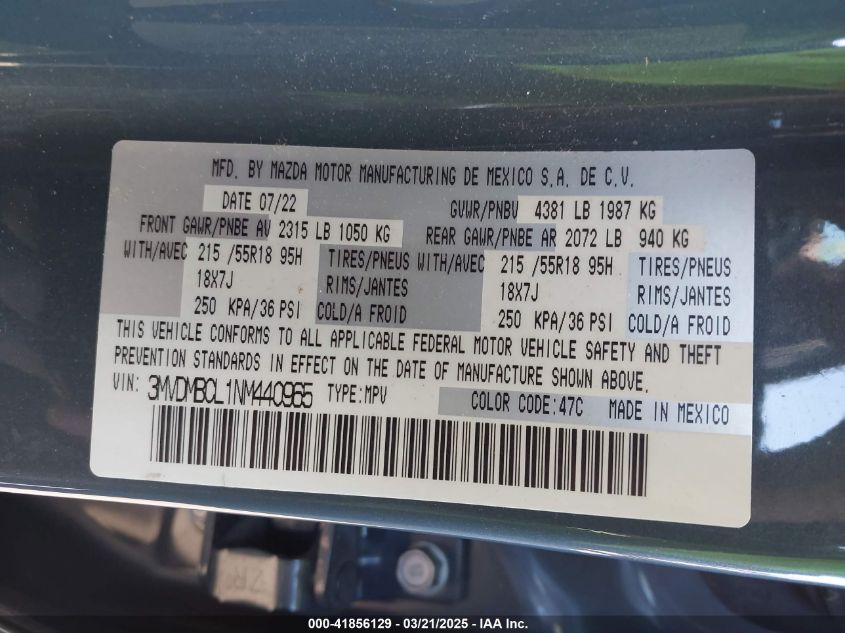 MFD. BY MAZDA MOTOR MANUFACTURING DE MEXICO S.A. DE C.V.
DATE 07/22 GVWR/PNBV 4381 LB 1987 KG
FRONT GAWR/PNBE AV 2315 LB 1050 KG REAR GAWR/PNBE AR 2072 LB 940 KG
WITH/AVEC 215 /55R18 95H TIRES/PNEUS WITH/AVEC 215 /55R18 95H TIRES/PNEUS
18X7J RIMS/JANTES 18X7J RIMS/JANTES
250 KPA/36 PSI COLD/A FROID 250 KPA/36 PSI COLD/A FROID
THIS VEHICLE CONFORMS TO ALL APPLICABLE FEDERAL MOTOR VEHICLE SAFETY AND THEFT
PREVENTION STANDARDS IN EFFECT ON THE DATE OF MANUFACTURE SHOWN ABOVE.
VIN: 3MVDMBCL1NM440965 TYPE:MPV COLOR CODE:47C MADE IN MEXICO
000-41856129 - 03/21/2025 - IAA Inc.